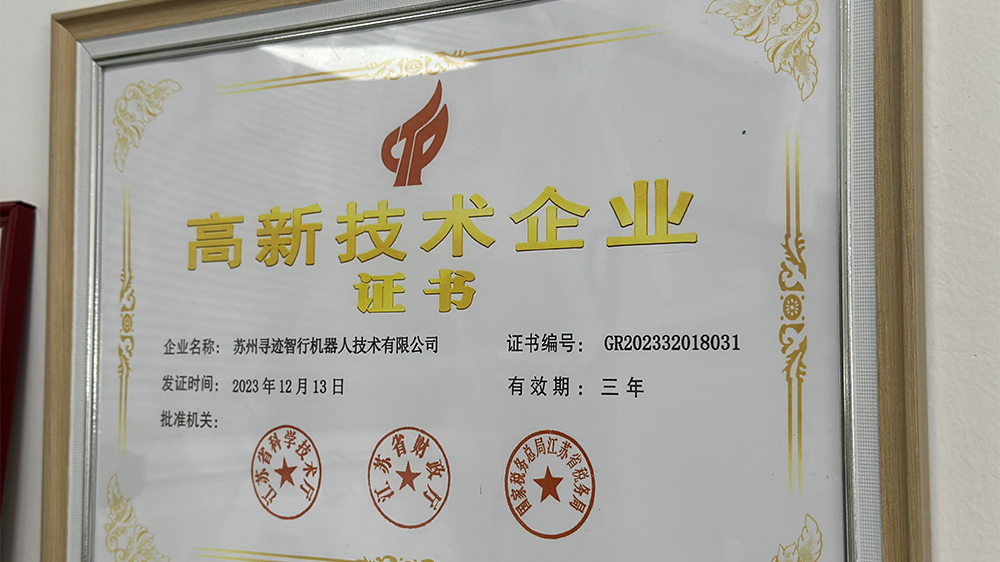 高新技术企业
证书
企业名称：苏州寻迹智行机器人技术有限公司
证书编号：GR202332018031
发证时间：2023年12月13日
有效期：三年
批准机关：
江苏省科学技术厅
江苏省财政厅
国家税务总局江苏省税务局